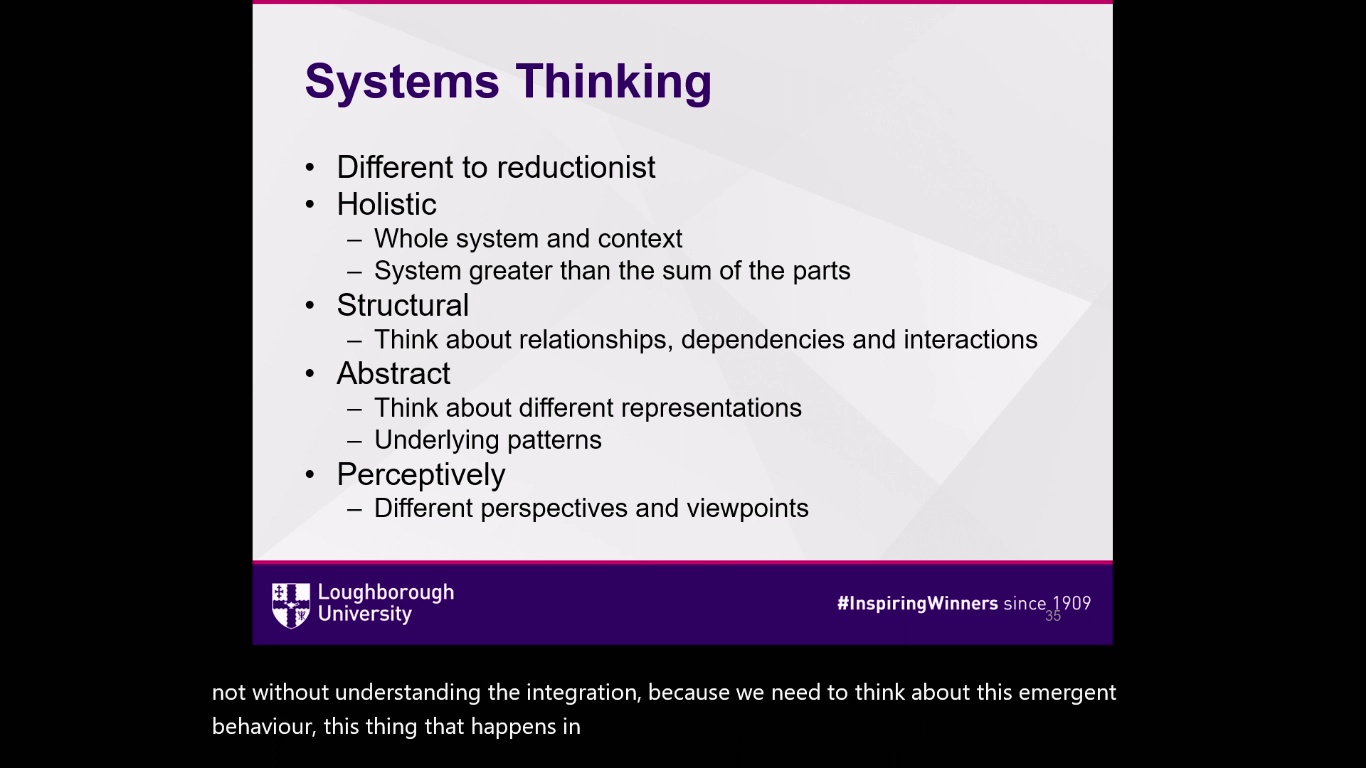 Systems Thinking
• Different to reductionist
• Holistic
– Whole system and context
– System greater than the sum of the parts
• Structural
– Think about relationships, dependencies and interactions
• Abstract
– Think about different representations
– Underlying patterns
• Perceptively
– Different perspectives and viewpoints
Loughborough
University
#InspiringWinners since 1909
35
not without understanding the integration, because we need to think about this emergent
behaviour, this thing that happens in